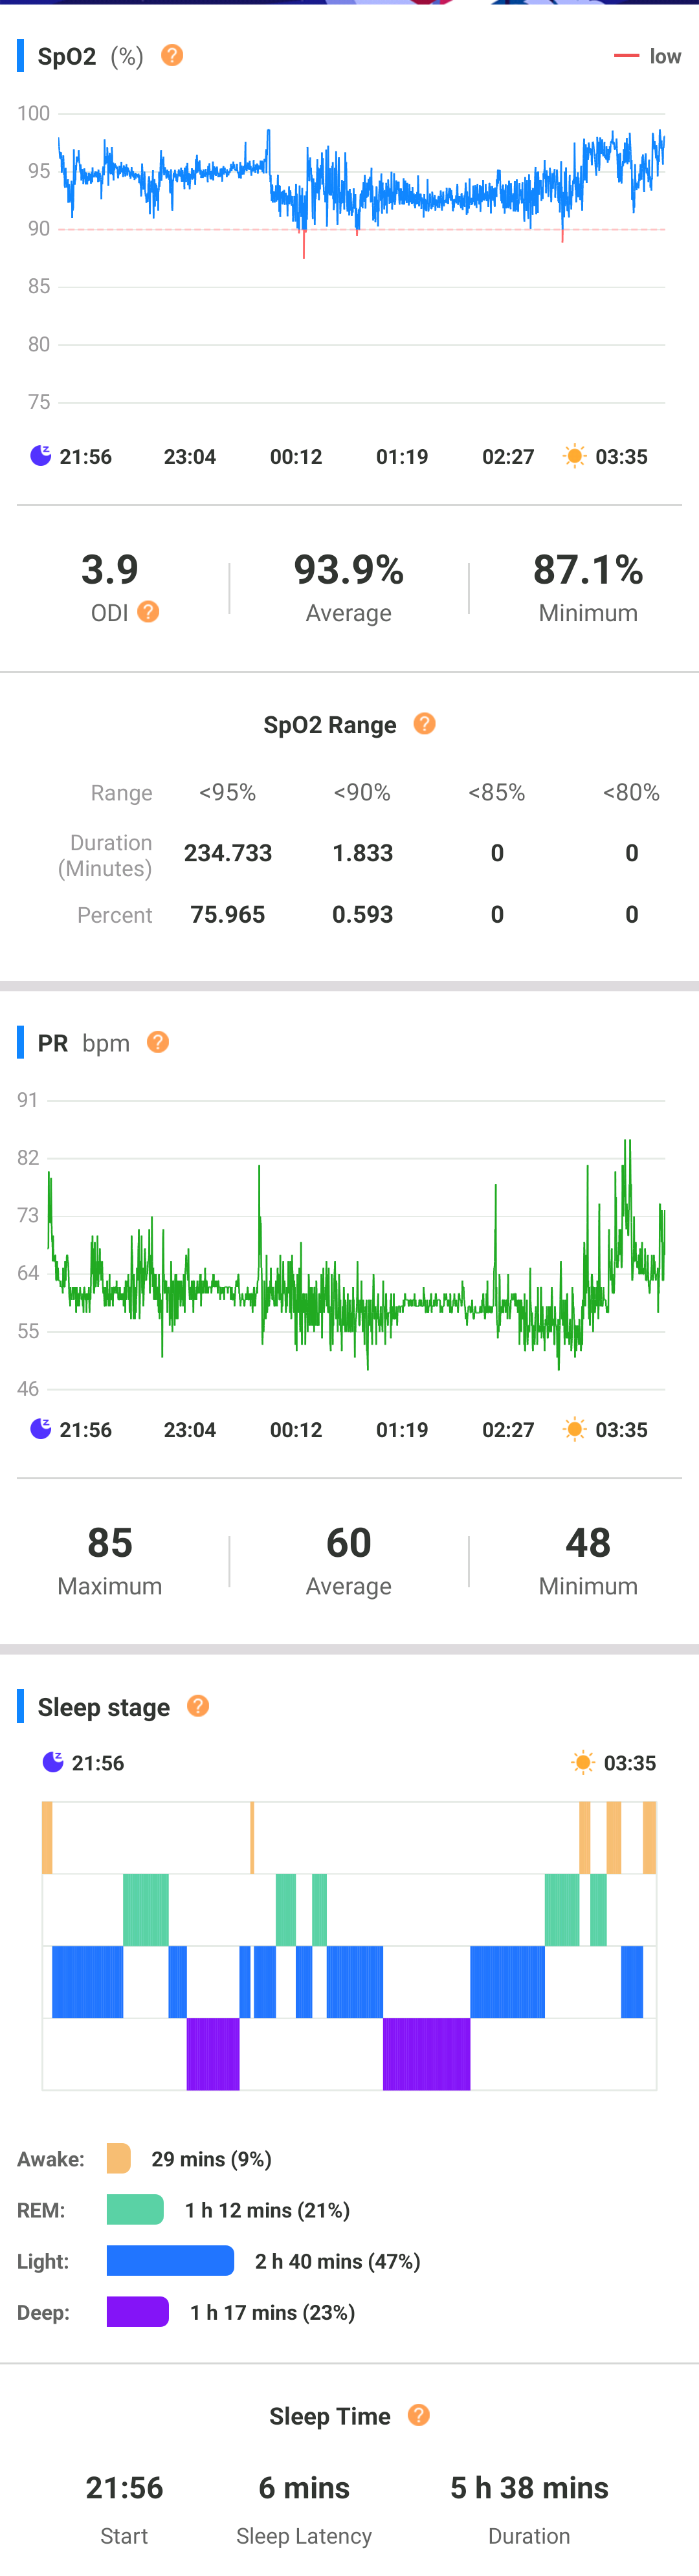 SpO2 (%) ? low
100
95
90
85
80
75
z 21:56 23:04 00:12 01:19 02:27 03:35
3.9 93.9% 87.1%
ODI ? Average Minimum
SpO2 Range ?
Range <95% <90% <85% <80%
Duration
(Minutes) 234.733 1.833 0 0
Percent 75.965 0.593 0 0
PR bpm ?
91
82
73
64
55
46
z 21:56 23:04 00:12 01:19 02:27 03:35
85 60 48
Maximum Average Minimum
Sleep stage ?
z 21:56 03:35
Awake: 29 mins (9%)
REM: 1 h 12 mins (21%)
Light: 2 h 40 mins (47%)
Deep: 1 h 17 mins (23%)
Sleep Time ?
21:56 6 mins 5 h 38 mins
Start Sleep Latency Duration